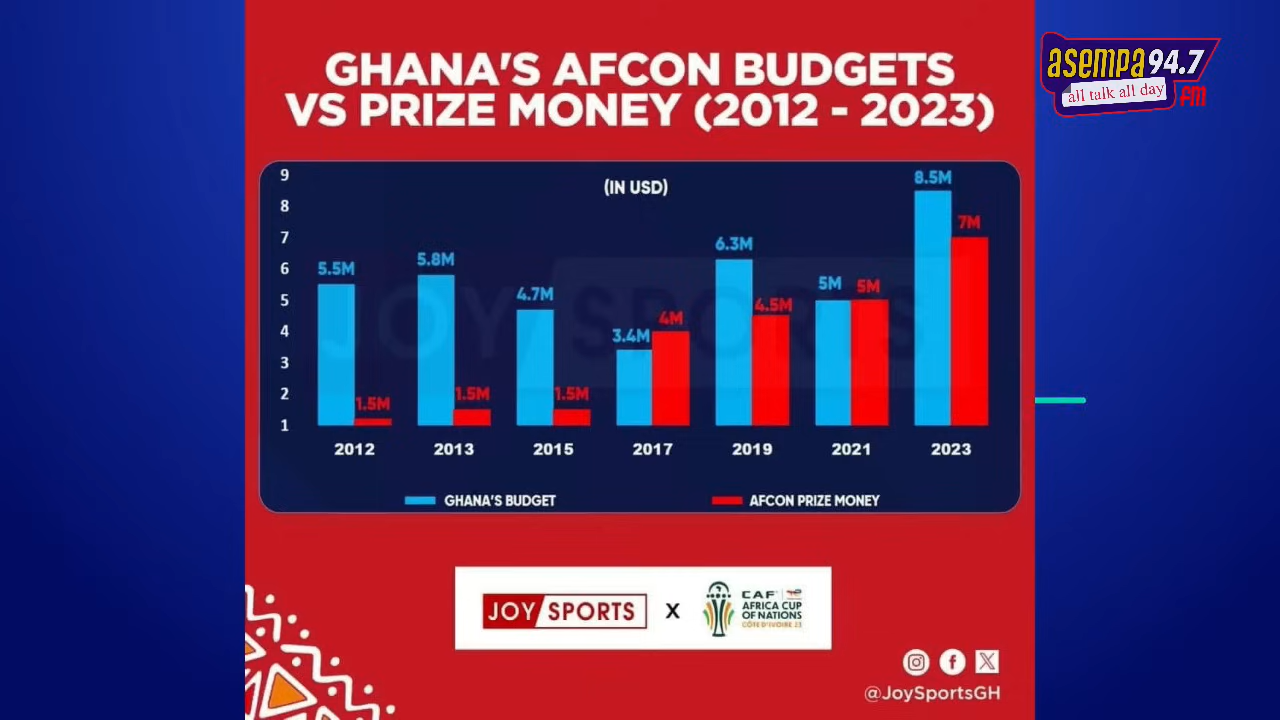 GHANA'S AFCON BUDGETS
VS PRIZE MONEY (2012 - 2023)
asempa 94.7
all talk all day
FM
(IN USD)
9
8
7
6
5
4
3
2
1
5.5M
1.5M
5.8M
1.5M
4.7M
1.5M
3.4M
4M
6.3M
4.5M
5M
5M
8.5M
7M
2012 2013 2015 2017 2019 2021 2023
JOY SPORTS
GHANA'S BUDGET AFCON PRIZE MONEY
JOY SPORTS X CAF
AFRICA CUP
OF NATIONS
CÔTE D'IVOIRE 23
@JoySportsGH